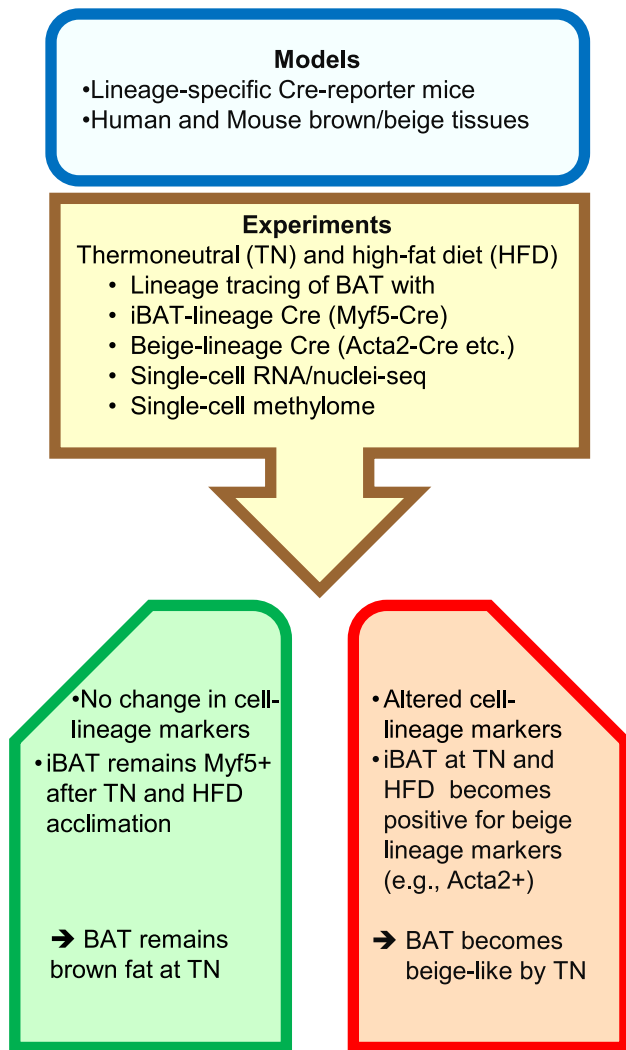 Models
•Lineage-specific Cre-reporter mice
•Human and Mouse brown/beige tissues
Experiments
Thermoneutral (TN) and high-fat diet (HFD)
• Lineage tracing of BAT with
• iBAT-lineage Cre (Myf5-Cre)
• Beige-lineage Cre (Acta2-Cre etc.)
• Single-cell RNA/nuclei-seq
• Single-cell methylome
•No change in cell-
lineage markers
•iBAT remains Myf5+
after TN and HFD
acclimation
➔ BAT remains
brown fat at TN
• Altered cell-
lineage markers
• iBAT at TN and
HFD becomes
positive for beige
lineage markers
(e.g., Acta2+)
➔ BAT becomes
beige-like by TN